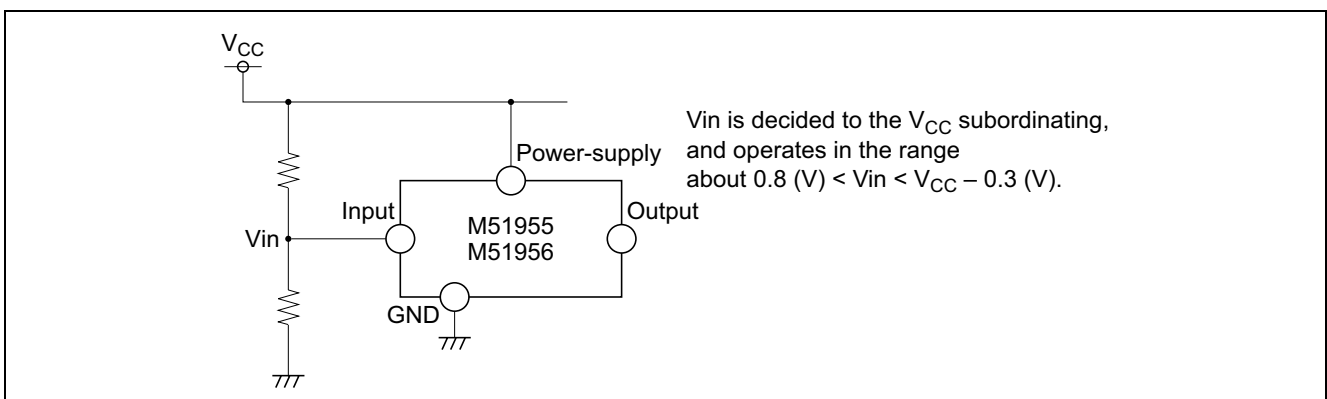 VCC
Vin is decided to the VCC subordinating,
and operates in the range
about 0.8 (V) < Vin < VCC – 0.3 (V).
Power-supply
Input
Output
M51955
M51956
Vin
GND